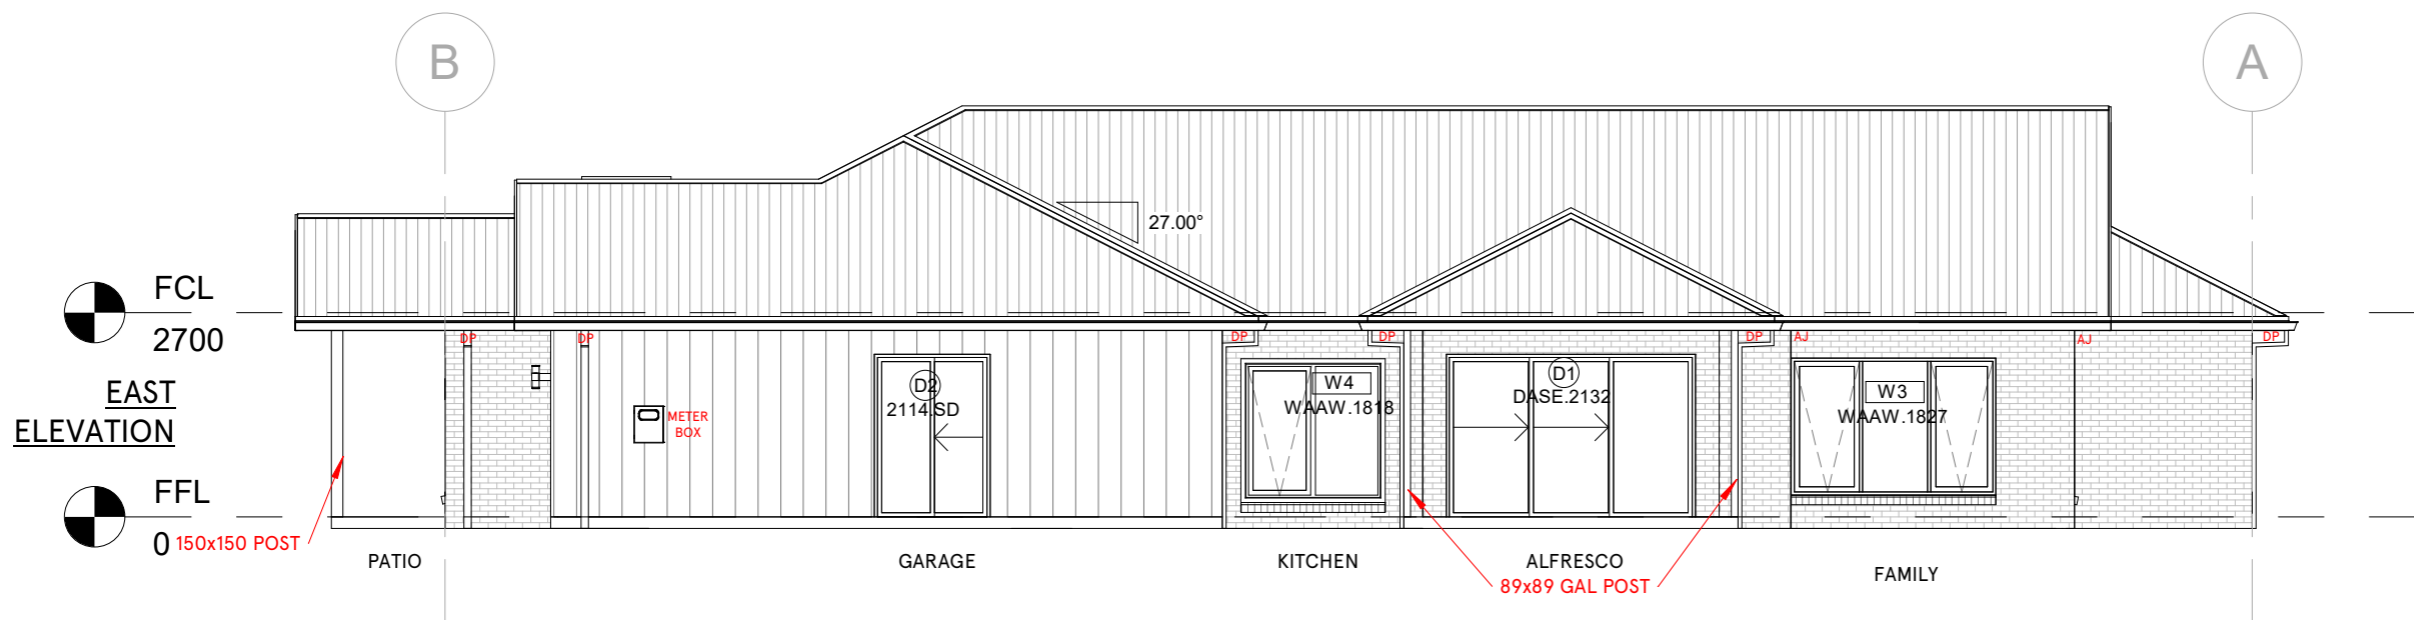 B
A
27.00°
FCL
2700
EAST
ELEVATION
FFL
0
150x150 POST
DP
DP
DP
DP
DP
AJ
AJ
DP
METER
BOX
D2
2114.SD
W4
WAAW.1818
D1
DASE.2132
W3
WAAW.1827
PATIO
GARAGE
KITCHEN
ALFRESCO
89x89 GAL POST
FAMILY